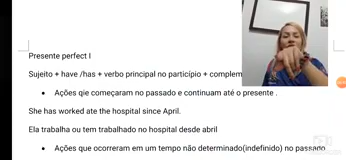 Presente perfect I
Sujeito + have /has + verbo principal no particípio + complem
• Ações qie começaram no passado e continuam até o presente .
She has worked ate the hospital since April.
Ela trabalha ou tem trabalhado no hospital desde abril
• Ações que ocorreram em um tempo não determinado(indefinido) no passado